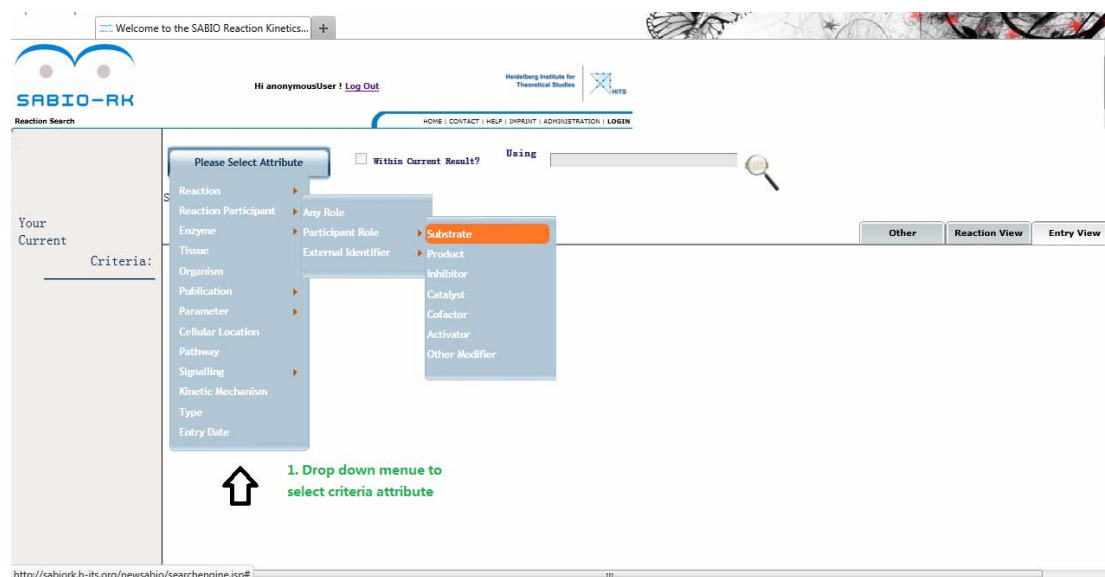 Welcome to the SABIO Reaction Kinetics... +
SABIO-RK
Hi anonymousUser ! Log Out
Heidelberg Institute for
Theoretical Studies
HITS
Reaction Search
HOME | CONTACT | HELP | IMPRINT | ADMINISTRATION | LOGIN
Please Select Attribute
Within Current Result?
Using
Reaction
Reaction Participant
Enzyme
Tissue
Organism
Publication
Parameter
Cellular Location
Pathway
Signalling
Kinetic Mechanism
Type
Entry Date
Any Role
Participant Role
External Identifier
Substrate
Product
Inhibitor
Catalyst
Cofactor
Activator
Other Modifier
Your
Current
Criteria:
Other
Reaction View
Entry View
1. Drop down menue to
select criteria attribute
http://sabiork.h-its.org/newsabio/searchengine.jsp#